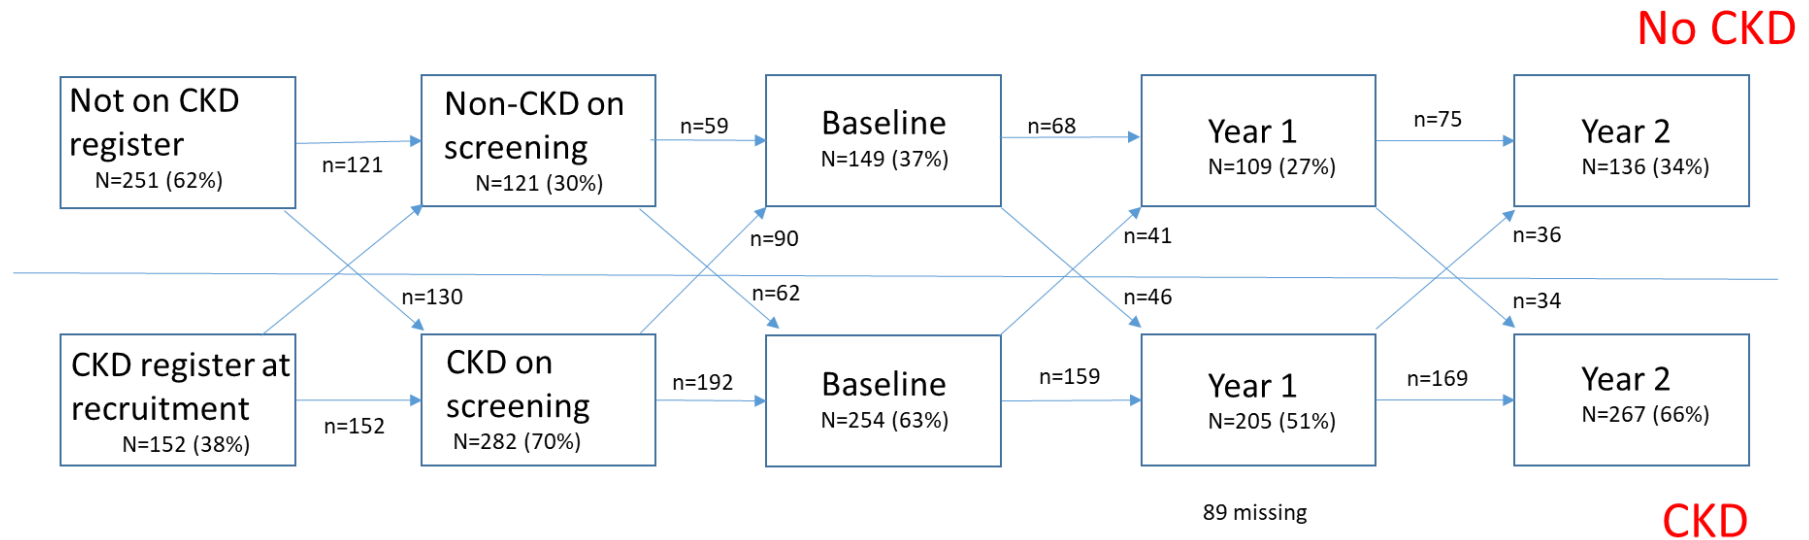 No CKD
Not on CKD
register
N=251 (62%)
n=121
Non-CKD on
screening
N=121 (30%)
n=59
Baseline
N=149 (37%)
n=68
Year 1
N=109 (27%)
n=75
Year 2
N=136 (34%)
n=130
n=90
n=62
n=41
n=46
n=36
n=34
CKD register at
recruitment
N=152 (38%)
n=152
CKD on
screening
N=282 (70%)
n=192
Baseline
N=254 (63%)
n=159
Year 1
N=205 (51%)
n=169
Year 2
N=267 (66%)
89 missing
CKD